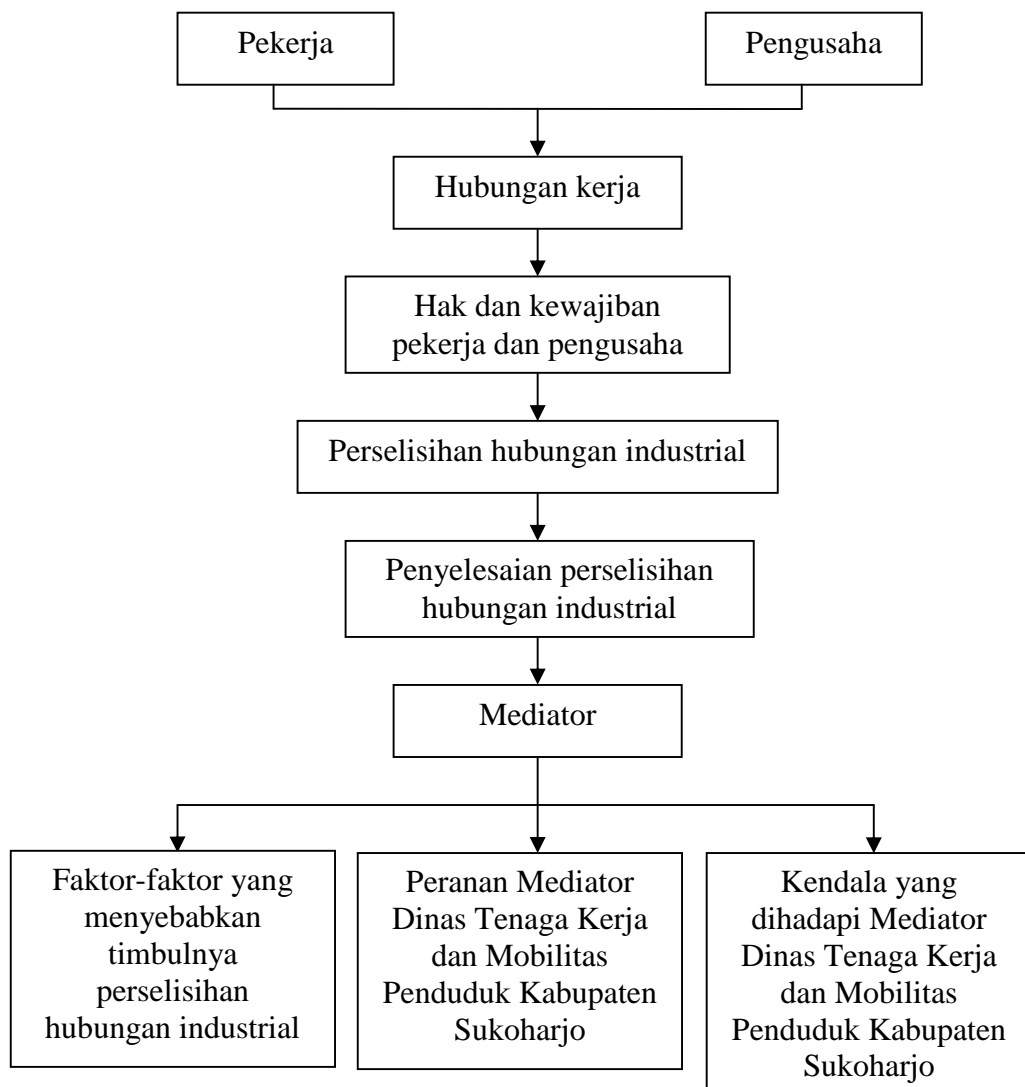 Pekerja
Pengusaha
Hubungan kerja
Hak dan kewajiban
pekerja dan pengusaha
Perselisihan hubungan industrial
Penyelesaian perselisihan
hubungan industrial
Mediator
Faktor-faktor yang
menyebabkan
timbulnya
perselisihan
hubungan industrial
Peranan Mediator
Dinas Tenaga Kerja
dan Mobilitas
Penduduk Kabupaten
Sukoharjo
Kendala yang
dihadapi Mediator
Dinas Tenaga Kerja
dan Mobilitas
Penduduk Kabupaten
Sukoharjo